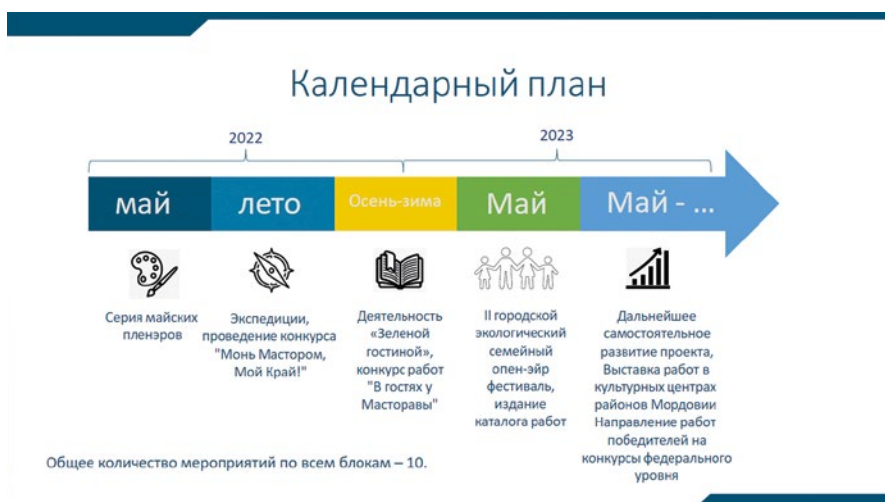 Календарный план
2022
2023
май
лето
Осень-зима
Май
Май - ...
Серия майских
пленэров
Экспедиции,
проведение конкурса
"Монь Мастором,
Мой Край!"
Деятельность
«Зеленой
гостиной»,
конкурс работ
"В гостях у
Масторавы"
II городской
экологический
семейный
опен-эйр
фестиваль,
издание
каталога работ
Дальнейшее
самостоятельное
развитие проекта,
Выставка работ в
культурных центрах
районов Мордовии
Направление работ
победителей на
конкурсы федерального
уровня
Общее количество мероприятий по всем блокам – 10.